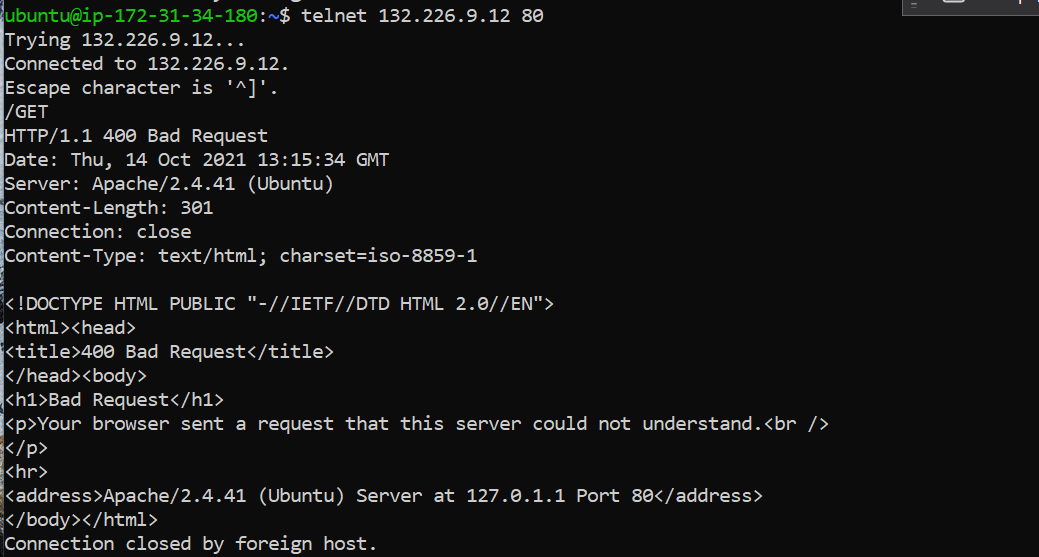 ubuntu@ip-172-31-34-180:~$ telnet 132.226.9.12 80
Trying 132.226.9.12...
Connected to 132.226.9.12.
Escape character is '^]'.
/GET
HTTP/1.1 400 Bad Request
Date: Thu, 14 Oct 2021 13:15:34 GMT
Server: Apache/2.4.41 (Ubuntu)
Content-Length: 301
Connection: close
Content-Type: text/html; charset=iso-8859-1

<!DOCTYPE HTML PUBLIC "-//IETF//DTD HTML 2.0//EN">
<html><head>
<title>400 Bad Request</title>
</head><body>
<h1>Bad Request</h1>
<p>Your browser sent a request that this server could not understand.<br />
</p>
<hr>
<address>Apache/2.4.41 (Ubuntu) Server at 127.0.1.1 Port 80</address>
</body></html>
Connection closed by foreign host.